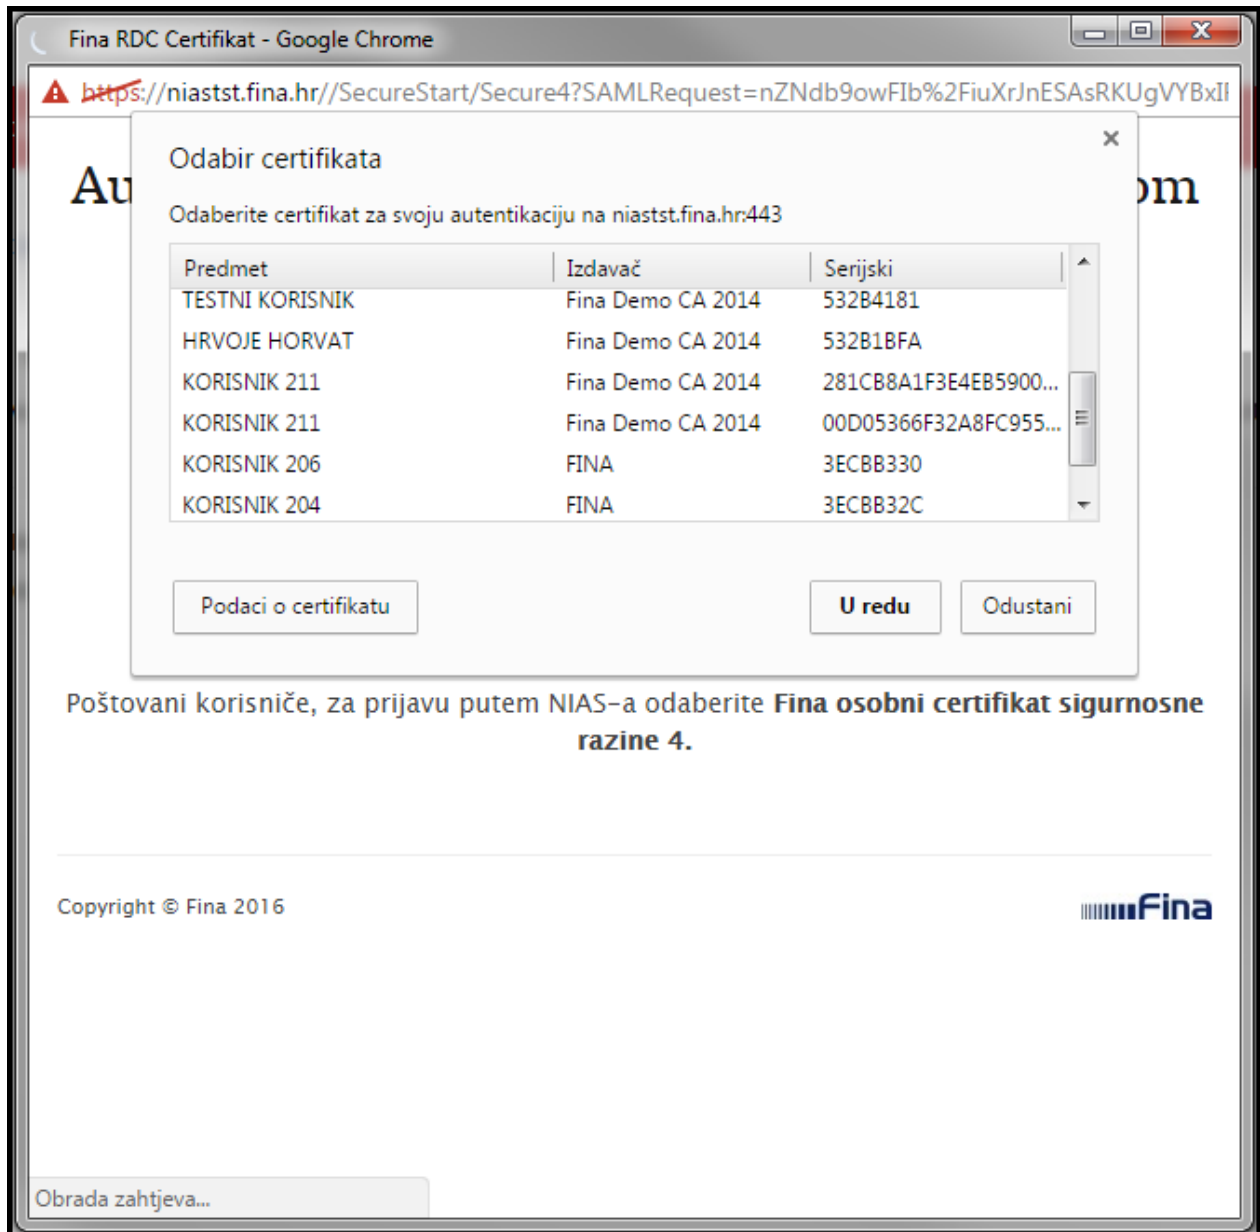 Fina RDC Certifikat - Google Chrome
https://niastst.fina.hr//SecureStart/Secure4?SAMLRequest=nZNdb9owFIb%2FiuXrJnESAsRKUgVYBxII
Odabir certifikata
Au
om
Odaberite certifikat za svoju autentikaciju na niastst.fina.hr:443
Predmet Izdavač Serijski
TESTNI KORISNIK Fina Demo CA 2014 532B4181
HRVOJE HORVAT Fina Demo CA 2014 532B1BFA
KORISNIK 211 Fina Demo CA 2014 281CB8A1F3E4EB5900...
KORISNIK 211 Fina Demo CA 2014 00D05366F32A8FC955...
KORISNIK 206 FINA 3ECBB330
KORISNIK 204 FINA 3ECBB32C
Podaci o certifikatu U redu Odustani
Poštovani korisniče, za prijavu putem NIAS-a odaberite Fina osobni certifikat sigurnosne
razine 4.
Copyright © Fina 2016
Fina
Obrada zahtjeva...